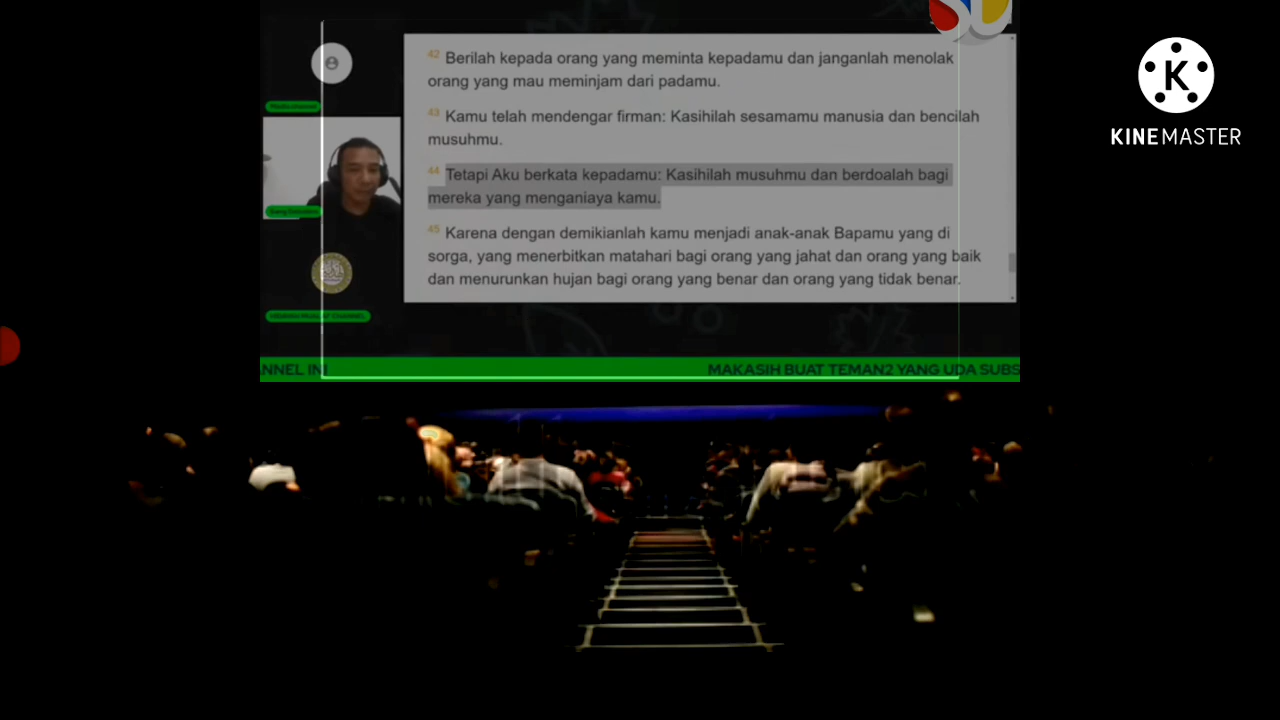 42 Berilah kepada orang yang meminta kepadamu dan janganlah menolak
orang yang mau meminjam dari padamu.
43 Kamu telah mendengar firman: Kasihilah sesamamu manusia dan bencilah
musuhmu.
44 Tetapi Aku berkata kepadamu: Kasihilah musuhmu dan berdoalah bagi
mereka yang menganiaya kamu.
45 Karena dengan demikianlah kamu menjadi anak-anak Bapamu yang di
sorga, yang menerbitkan matahari bagi orang yang jahat dan orang yang baik
dan menurunkan hujan bagi orang yang benar dan orang yang tidak benar.
ANNEL INI
MAKASIH BUAT TEMAN2 YANG UDA SUBS
K
KINEMASTER